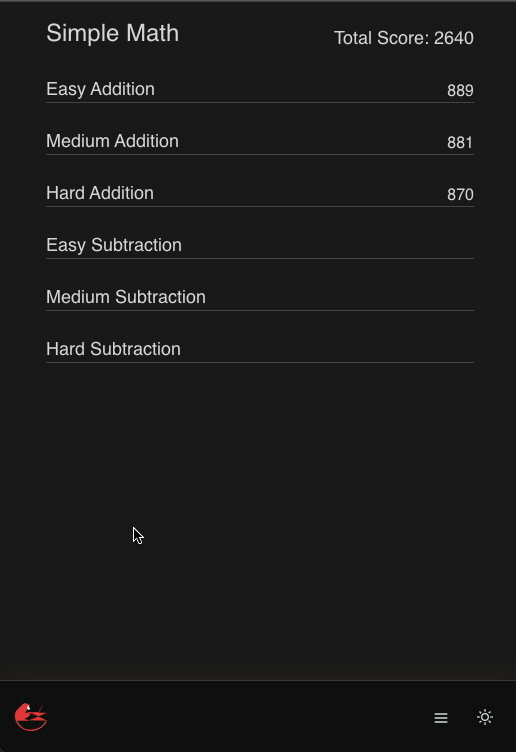 Simple Math
Total Score: 2640
Easy Addition 889
Medium Addition 881
Hard Addition 870
Easy Subtraction
Medium Subtraction
Hard Subtraction